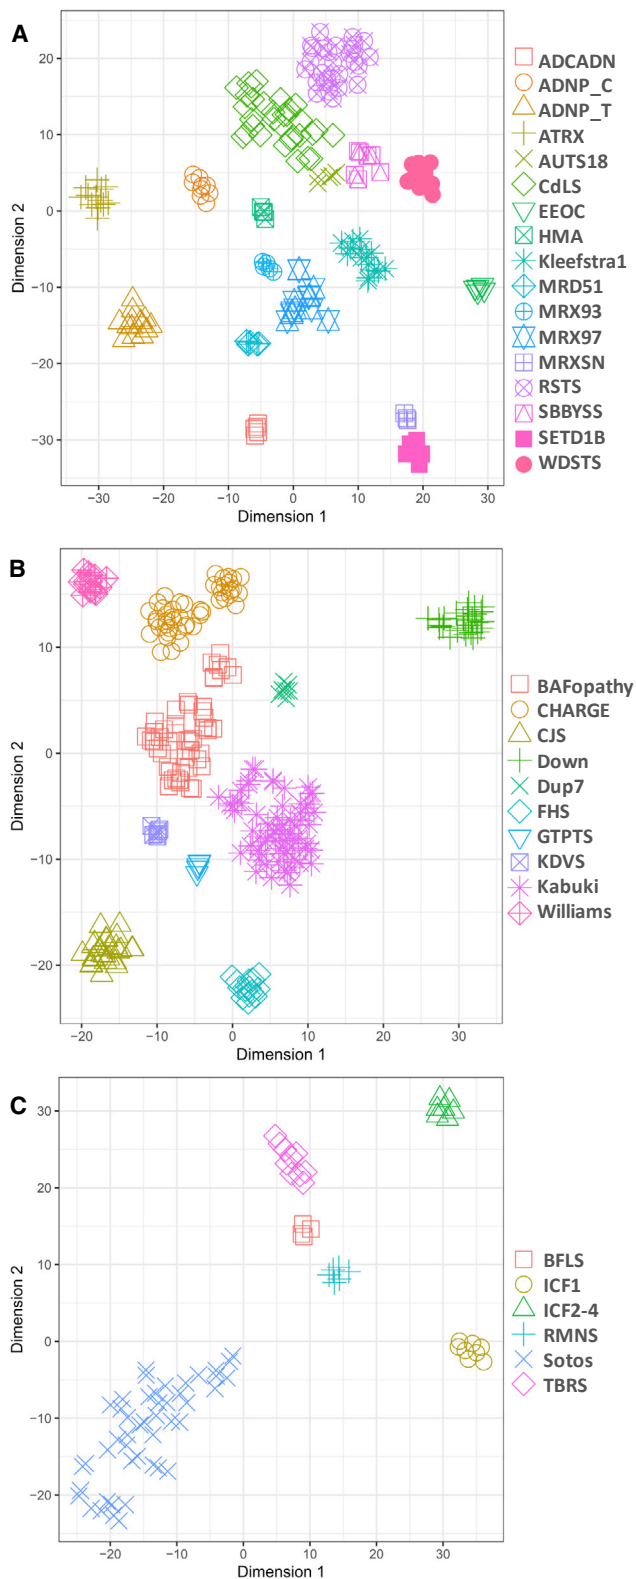 A
20
10
0
−10
−20
−30
Dimension 2
−30 −20 −10 0 10 20 30
Dimension 1
ADCADN
ADNP_C
ADNP_T
ATRX
AUTS18
CdLS
EEOC
HMA
Kleefstra1
MRD51
MRX93
MRX97
MRXSN
RSTS
SBBYSS
SETD1B
WDSTS
B
10
0
−10
−20
Dimension 2
−20 −10 0 10 20 30
Dimension 1
BAFopathy
CHARGE
CJS
Down
Dup7
FHS
GTPTS
KDVS
Kabuki
Williams
C
30
20
10
0
−10
−20
Dimension 2
−20 −10 0 10 20 30
Dimension 1
BFLS
ICF1
ICF2-4
RMNS
Sotos
TBRS